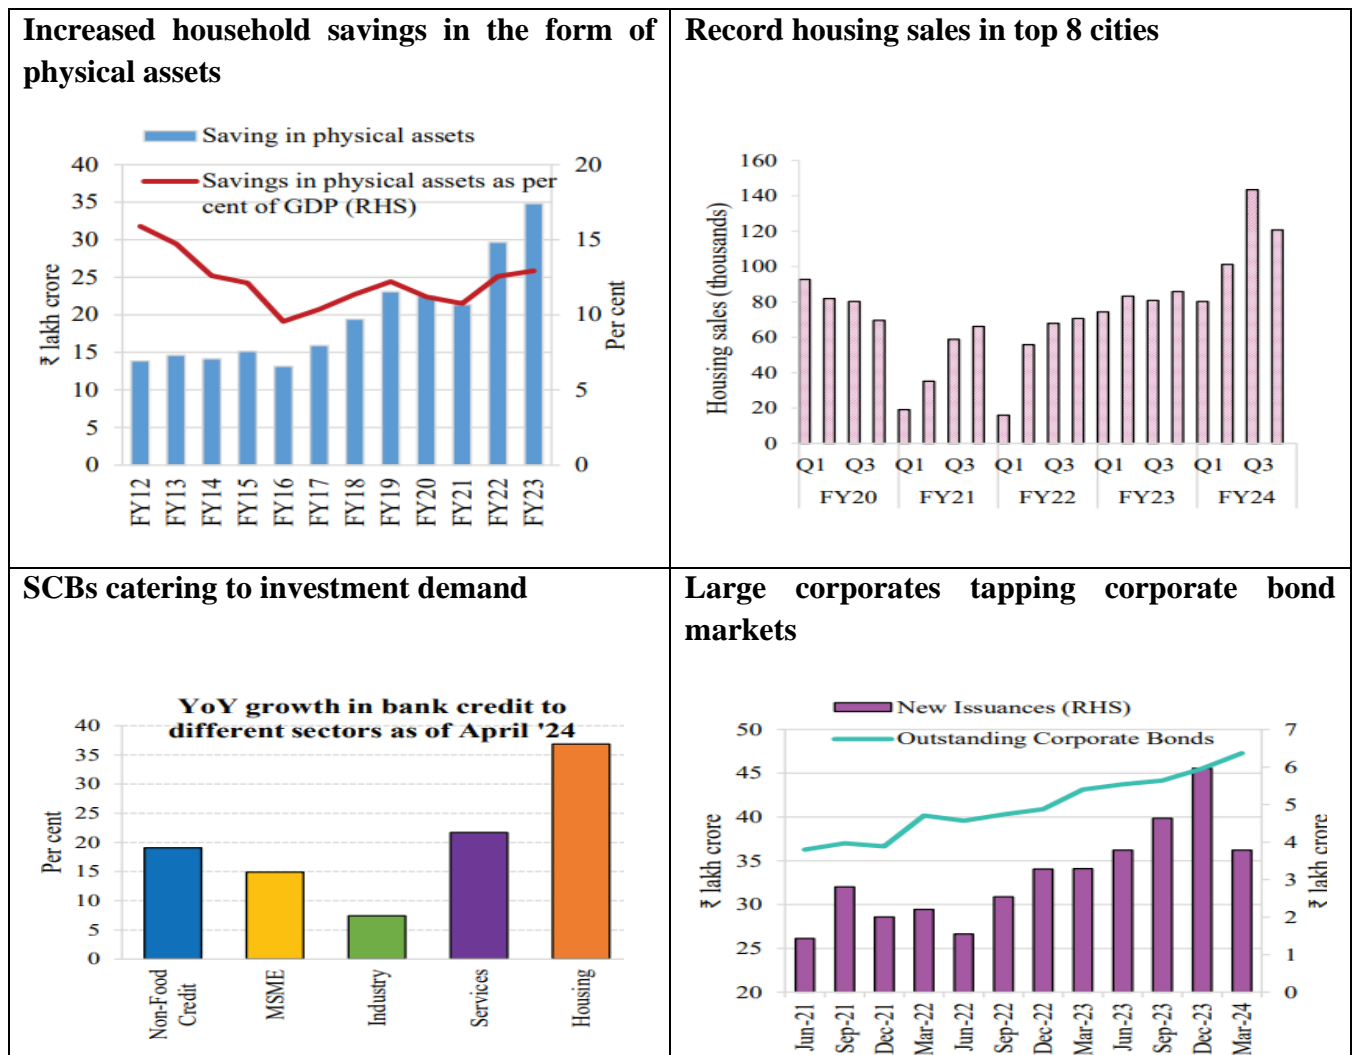 Increased household savings in the form of
physical assets
Saving in physical assets
Savings in physical assets as per
cent of GDP (RHS)
40
35
30
25
20
15
10
5
0
₹ lakh crore
20
15
10
5
0
Per cent
FY12
FY13
FY14
FY15
FY16
FY17
FY18
FY19
FY20
FY21
FY22
FY23
Record housing sales in top 8 cities
160
140
120
100
80
60
40
20
0
Housing sales (thousands)
Q1 Q3 Q1 Q3 Q1 Q3 Q1 Q3 Q1 Q3
FY20 FY21 FY22 FY23 FY24
SCBs catering to investment demand
YoY growth in bank credit to
different sectors as of April '24
40
35
30
25
20
15
10
5
0
Per cent
Non-Food
Credit
MSME
Industry
Services
Housing
Large corporates tapping corporate bond
markets
New Issuances (RHS)
Outstanding Corporate Bonds
50
45
40
35
30
25
20
₹ lakh crore
7
6
5
4
3
2
1
0
₹ lakh crore
Jun-21
Sep-21
Dec-21
Mar-22
Jun-22
Sep-22
Dec-22
Mar-23
Jun-23
Sep-23
Dec-23
Mar-24